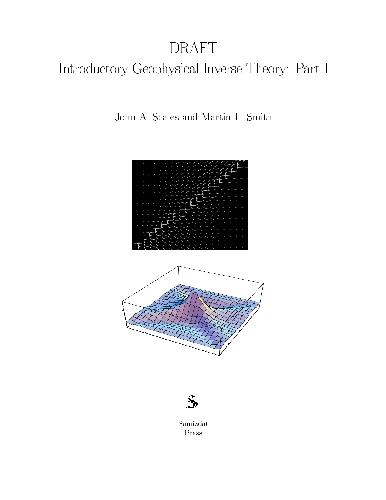 DRAFT
Introductory Geophysical Inverse Theory: Part I
John A. Scales and Martin L. Smith
Samizdat
Press